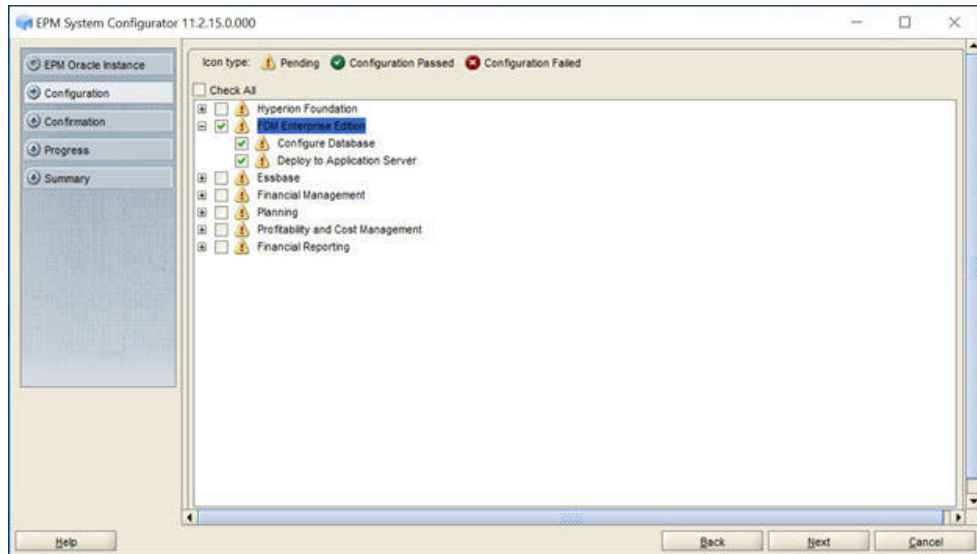 EPM System Configurator 11.2.15.0.000
EPM Oracle Instance
Configuration
Confirmation
Progress
Summary
Icon type: Pending Configuration Passed Configuration Failed
Check All
Hyperion Foundation
FDM Enterprise Edition
Configure Database
Deploy to Application Server
Essbase
Financial Management
Planning
Profitability and Cost Management
Financial Reporting
Help Back Next Cancel